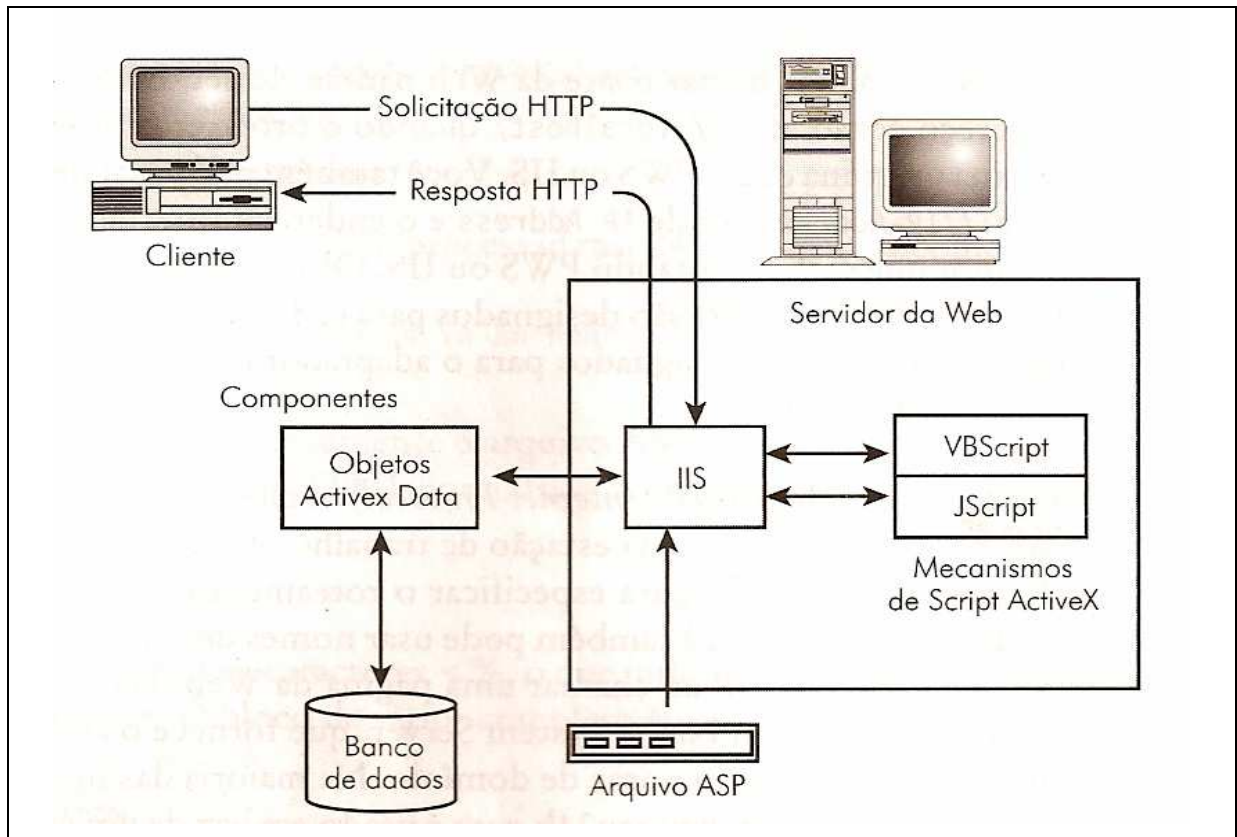 Solicitação HTTP
Resposta HTTP
Cliente
Servidor da Web
Componentes
Objetos
Activex Data
IIS
VBScript
JScript
Mecanismos
de Script ActiveX
Banco
de dados
Arquivo ASP